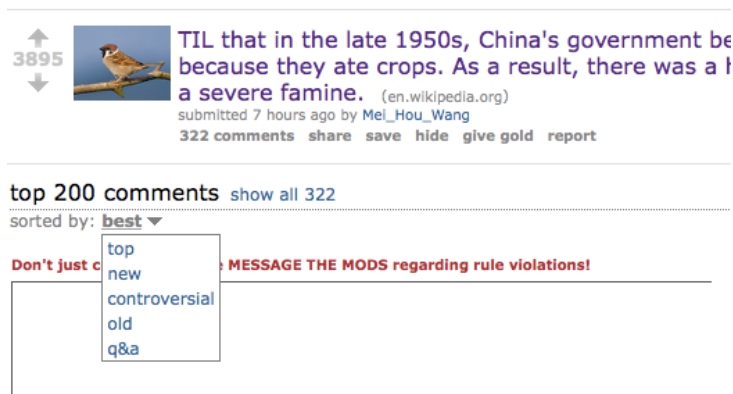 3895
TIL that in the late 1950s, China's government
because they ate crops. As a result, there was a
a severe famine. (en.wikipedia.org)
submitted 7 hours ago by Mei_Hou_Wang
322 comments share save hide give gold report
top 200 comments show all 322
sorted by: best
top
Don't just MESSAGE THE MODS regarding rule violations!
new
controversial
old
q&a